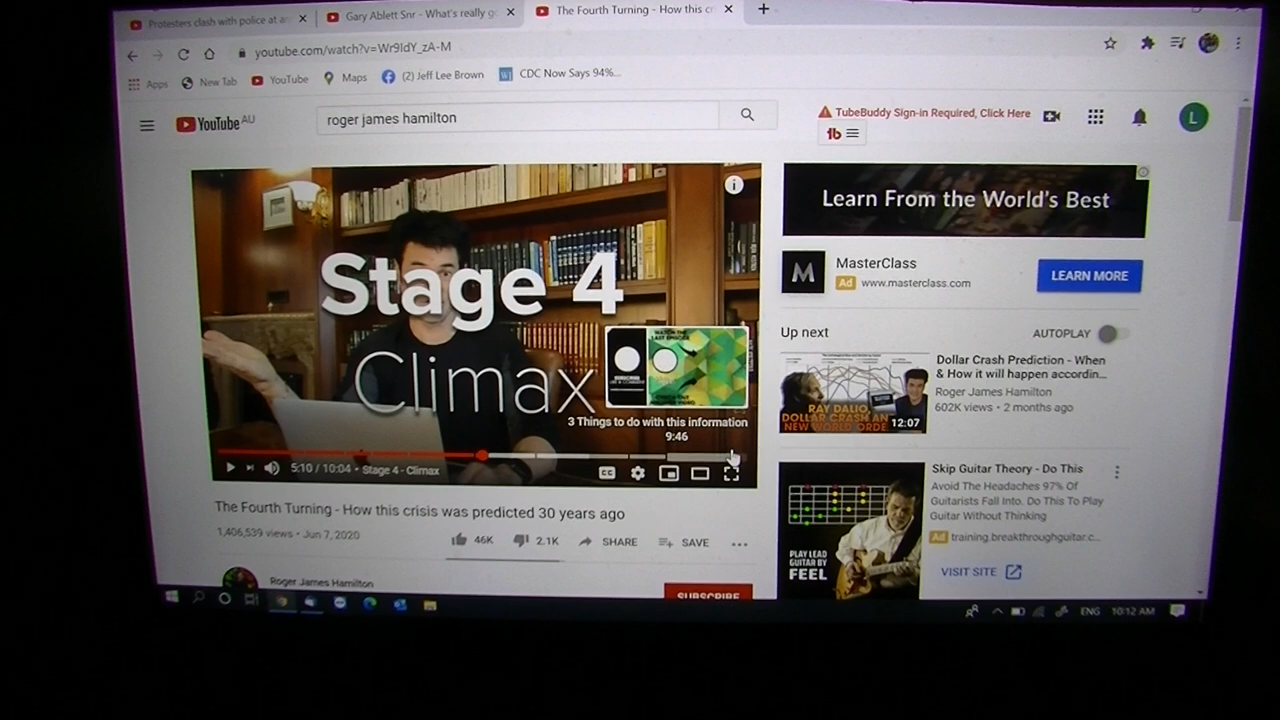 Protesters clash with police at an
Gary Ablett Snr - What's really go
The Fourth Turning - How this cr
youtube.com/watch?v=Wr9IdY_zA-M
Apps
New Tab
YouTube
Maps
(2) Jeff Lee Brown
CDC Now Says 94%...
YouTube AU
roger james hamilton
TubeBuddy Sign-in Required, Click Here
tb
L
Stage 4
Climax
3 Things to do with this information
9:46
5:10 / 10:04 • Stage 4 - Climax
CC
Learn From the World's Best
M
MasterClass
Ad www.masterclass.com
LEARN MORE
Up next
AUTOPLAY
RAY DALIO
DOLLAR CRASH AN
NEW WORLD ORDE
12:07
Dollar Crash Prediction - When
& How it will happen accordin...
Roger James Hamilton
602K views • 2 months ago
PLAY LEAD
GUITAR BY
FEEL
Skip Guitar Theory - Do This
Avoid The Headaches 97% Of
Guitarists Fall Into. Do This To Play
Guitar Without Thinking
Ad training.breakthroughguitar.c...
VISIT SITE
The Fourth Turning - How this crisis was predicted 30 years ago
1,406,539 views • Jun 7, 2020
46K
2.1K
SHARE
SAVE
Roger James Hamilton
SUBSCRIBE
ENG
10:12 AM